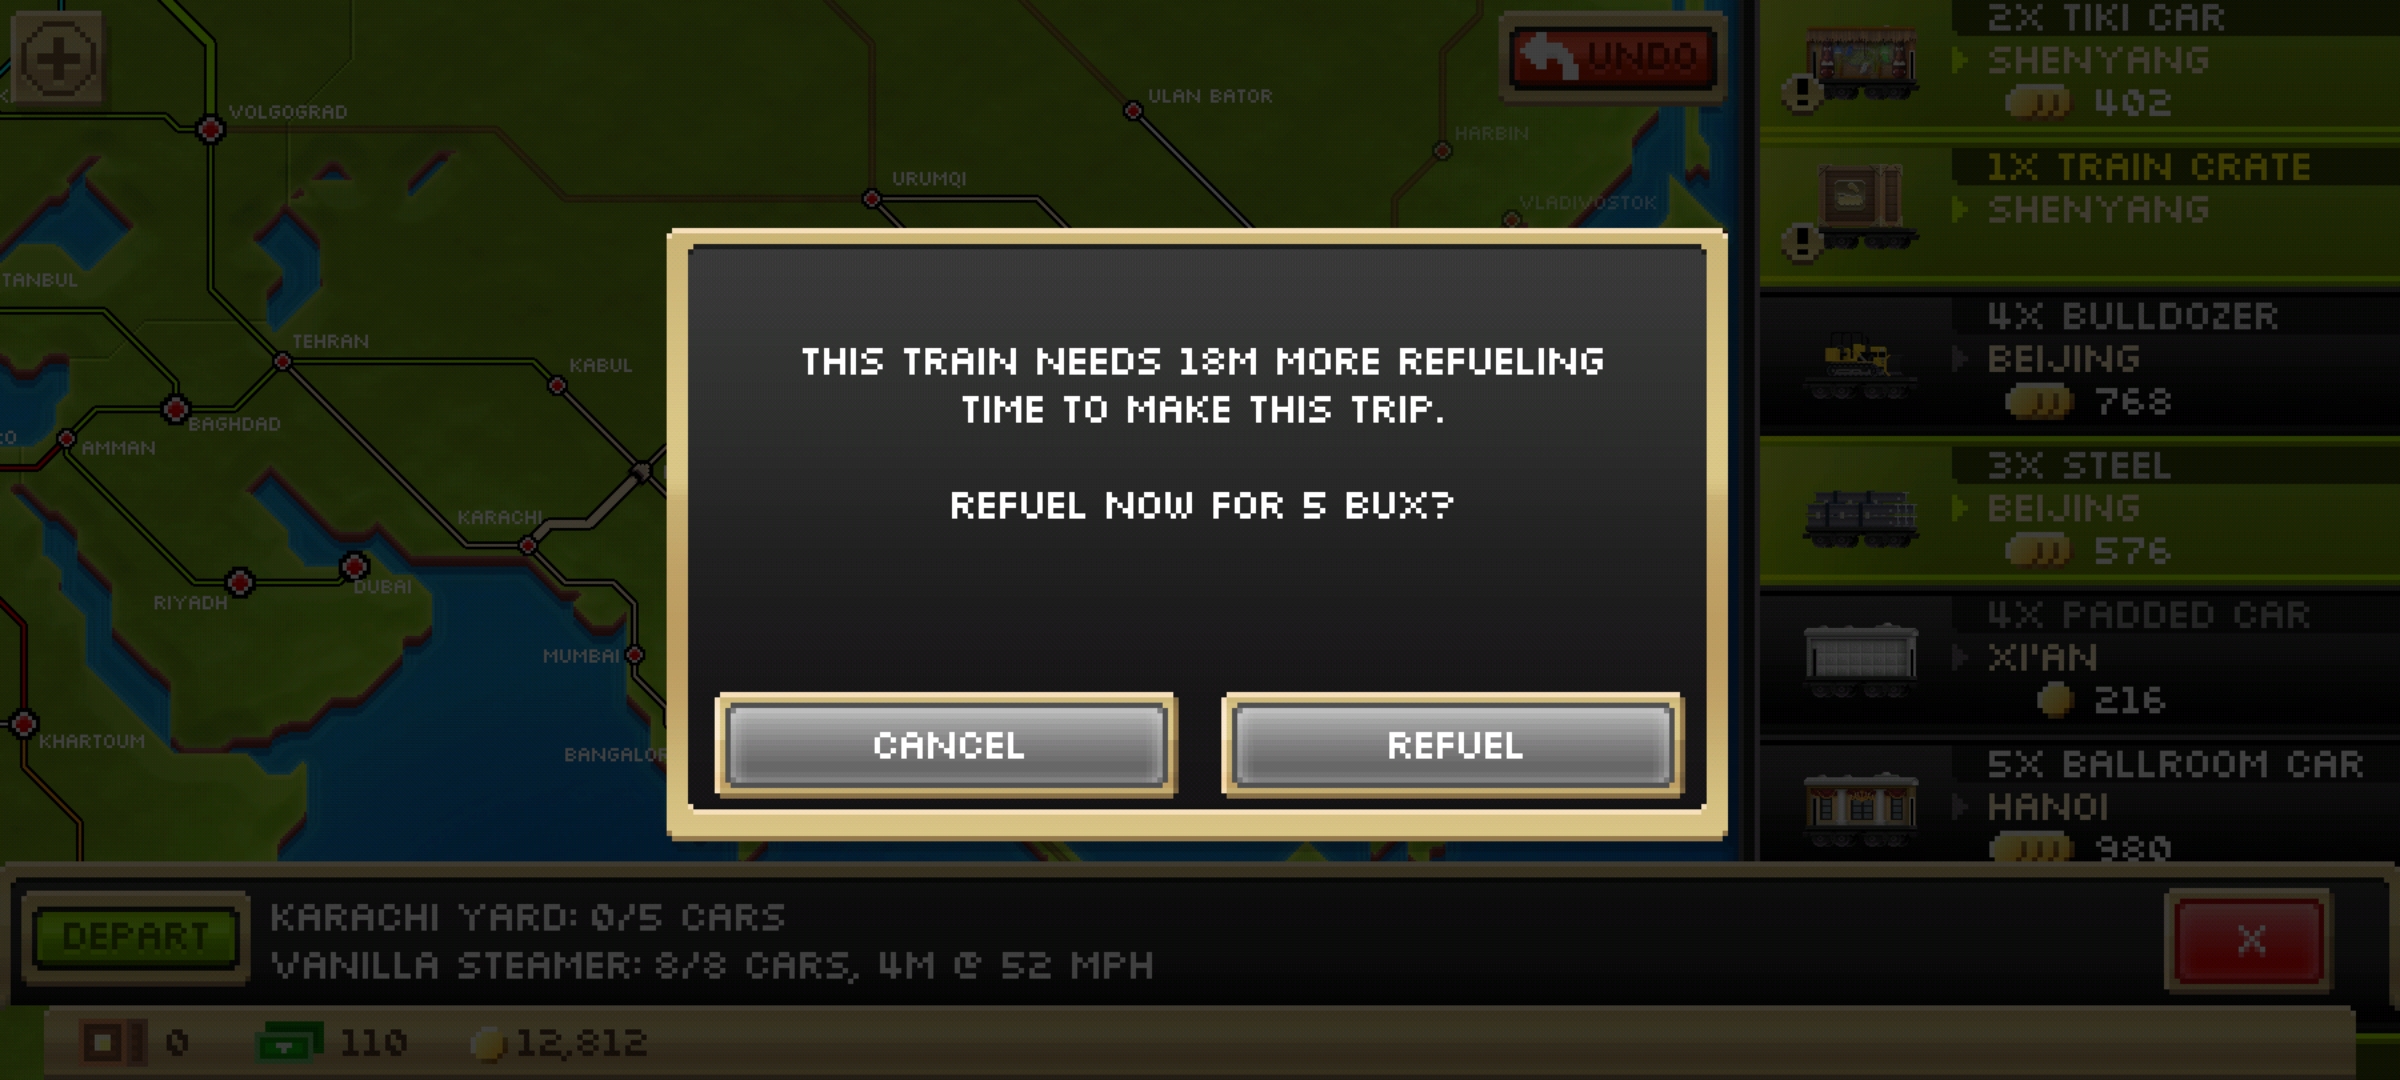 UNDO
VOLGOGRAD
ULAN BATOR
HARBIN
URUMQI
VLADIVOSTOK
TANBUL
TEHRAN
KABUL
BAGHDAD
AMMAN
KARACHI
RIYADH
DUBAI
MUMBAI
KHARTOUM
BANGALOR
THIS TRAIN NEEDS 18M MORE REFUELING
TIME TO MAKE THIS TRIP.
REFUEL NOW FOR 5 BUX?
CANCEL
REFUEL
2X TIKI CAR
SHENYANG
402
1X TRAIN CRATE
SHENYANG
4X BULLDOZER
BEIJING
768
3X STEEL
BEIJING
576
4X PADDED CAR
XI'AN
216
5X BALLROOM CAR
HANOI
980
DEPART
KARACHI YARD: 0/5 CARS
VANILLA STEAMER: 8/8 CARS, 4M @ 52 MPH
X
0
110
12,812